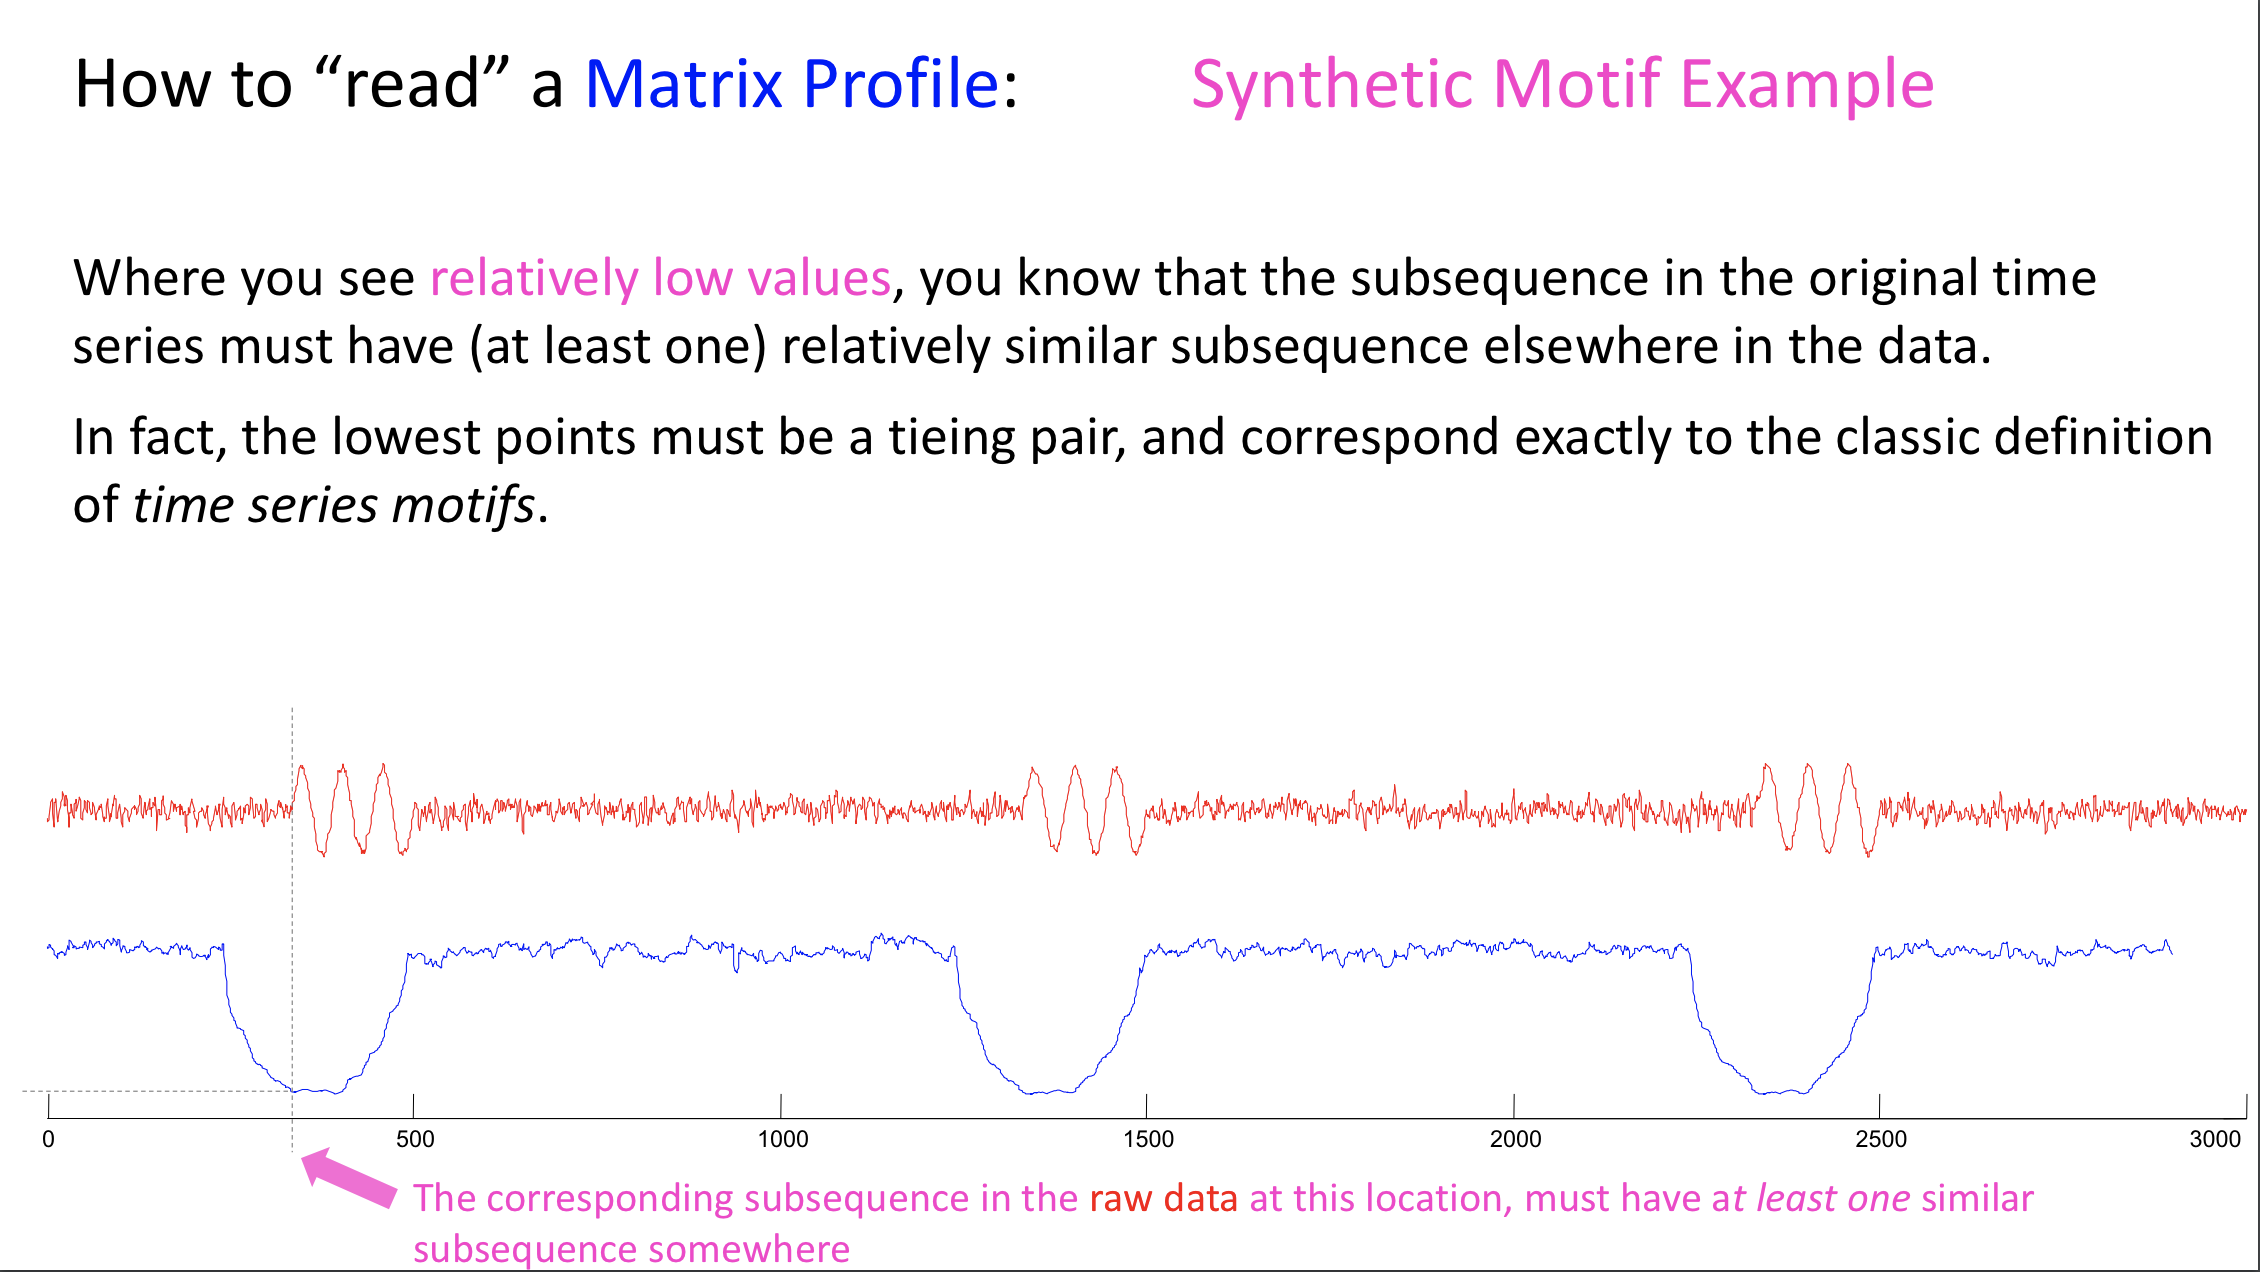 How to “read” a Matrix Profile: Synthetic Motif Example
Where you see relatively low values, you know that the subsequence in the original time
series must have (at least one) relatively similar subsequence elsewhere in the data.
In fact, the lowest points must be a tieing pair, and correspond exactly to the classic definition
of time series motifs.
0 500 1000 1500 2000 2500 3000
The corresponding subsequence in the raw data at this location, must have at least one similar
subsequence somewhere